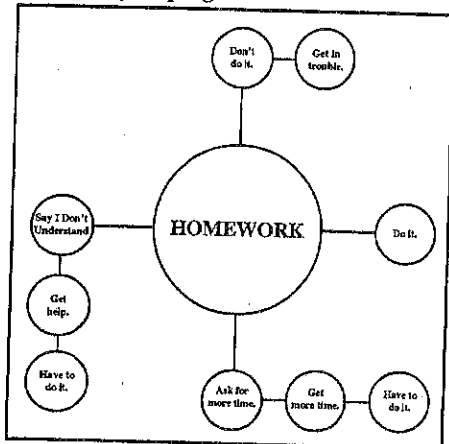 Don't
do it.
Get in
trouble.
Say I Don't
Understand
HOMEWORK
Do it.
Get
help.
Have to
do it.
Ask for
more time.
Get
more time.
Have to
do it.